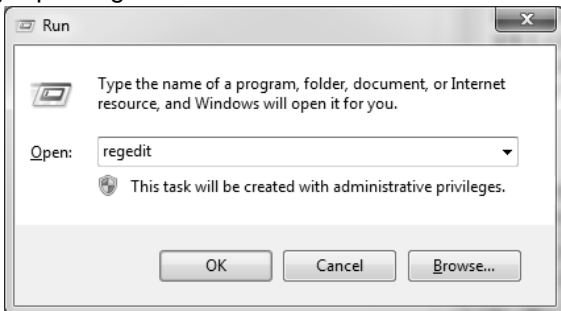 Run
Type the name of a program, folder, document, or Internet
resource, and Windows will open it for you.
Open: regedit
This task will be created with administrative privileges.
OK Cancel Browse...